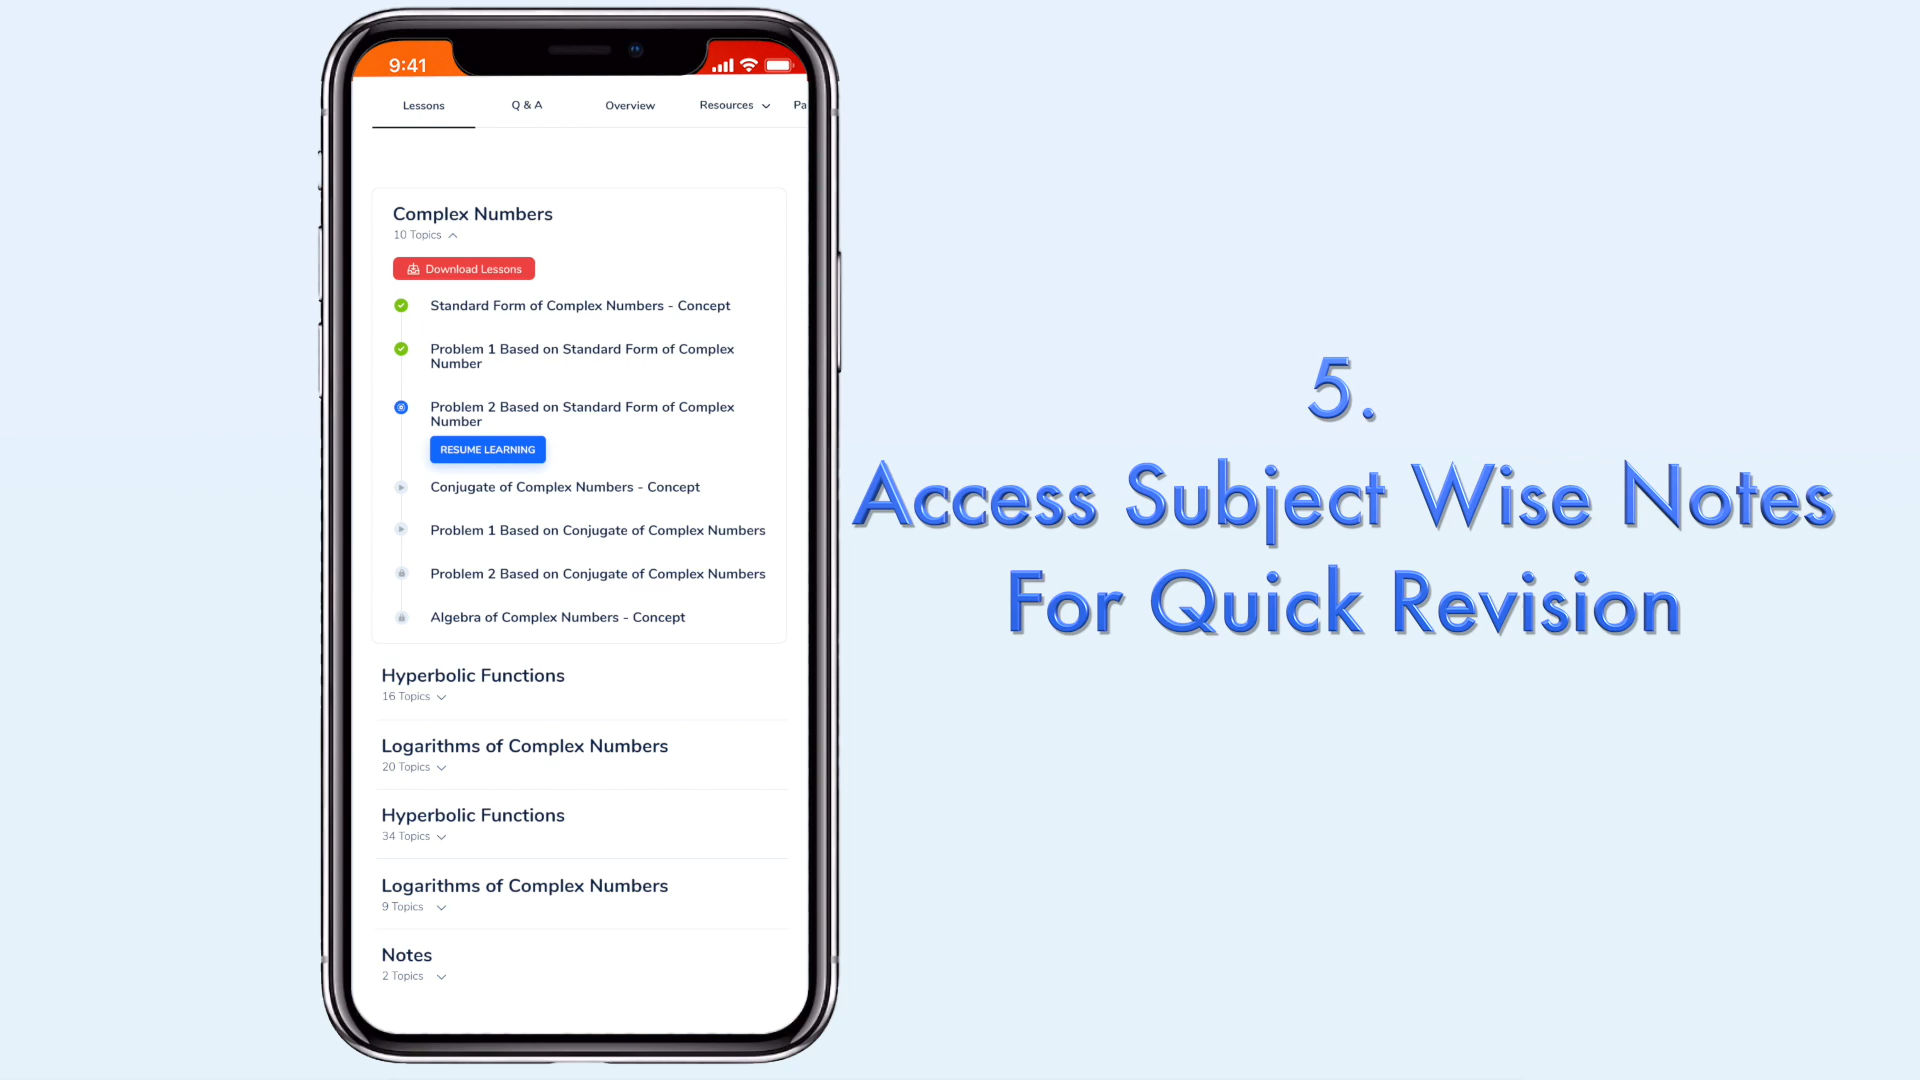 9:41
Lessons
Q & A
Overview
Resources
Pa
Complex Numbers
10 Topics
Download Lessons
Standard Form of Complex Numbers - Concept
Problem 1 Based on Standard Form of Complex
Number
Problem 2 Based on Standard Form of Complex
Number
RESUME LEARNING
Conjugate of Complex Numbers - Concept
Problem 1 Based on Conjugate of Complex Numbers
Problem 2 Based on Conjugate of Complex Numbers
Algebra of Complex Numbers - Concept
Hyperbolic Functions
16 Topics
Logarithms of Complex Numbers
20 Topics
Hyperbolic Functions
34 Topics
Logarithms of Complex Numbers
9 Topics
Notes
2 Topics
5.
Access Subject Wise Notes
For Quick Revision